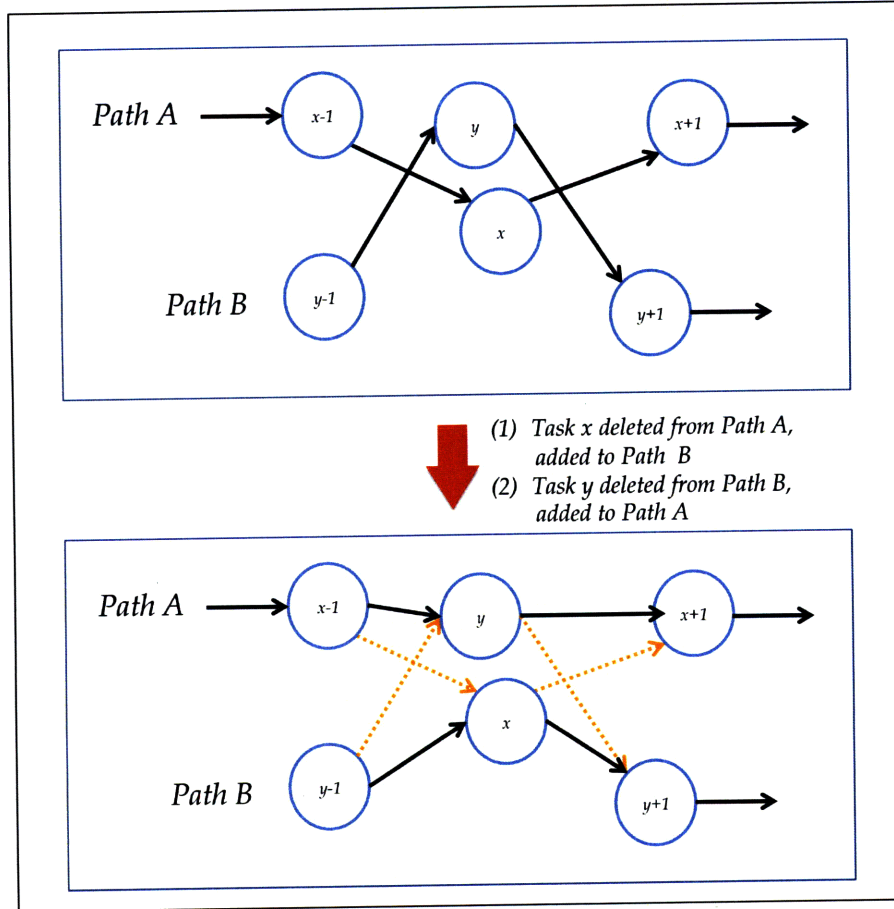 Path A
x-1
y
x+1
x
Path B
y-1
y+1
(1) Task x deleted from Path A,
added to Path B
(2) Task y deleted from Path B,
added to Path A
Path A
x-1
y
x+1
x
Path B
y-1
y+1